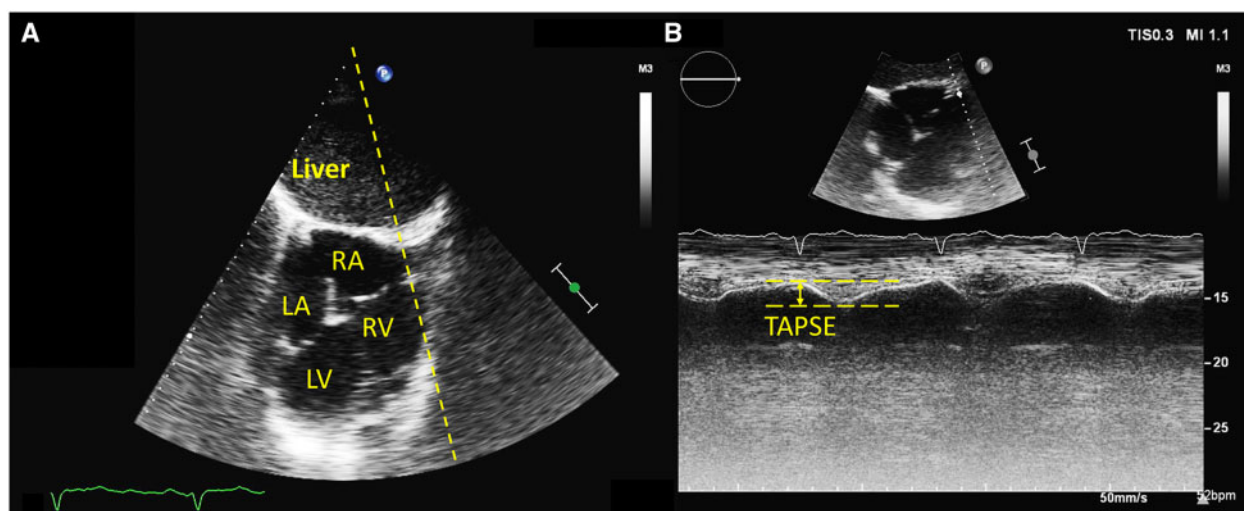 A
P
M3
Liver
RA
LA
RV
LV
B
TIS0.3 MI 1.1
P
M3
TAPSE
15
20
25
50mm/s
52bpm